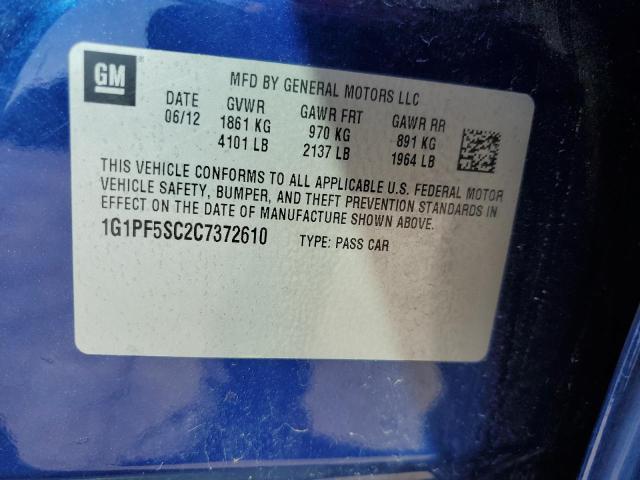 GM
MFD BY GENERAL MOTORS LLC
DATE GVWR GAWR FRT GAWR RR
06/12 1861 KG 970 KG 891 KG
4101 LB 2137 LB 1964 LB
THIS VEHICLE CONFORMS TO ALL APPLICABLE U.S. FEDERAL MOTOR
VEHICLE SAFETY, BUMPER, AND THEFT PREVENTION STANDARDS IN
EFFECT ON THE DATE OF MANUFACTURE SHOWN ABOVE.
1G1PF5SC2C7372610 TYPE: PASS CAR